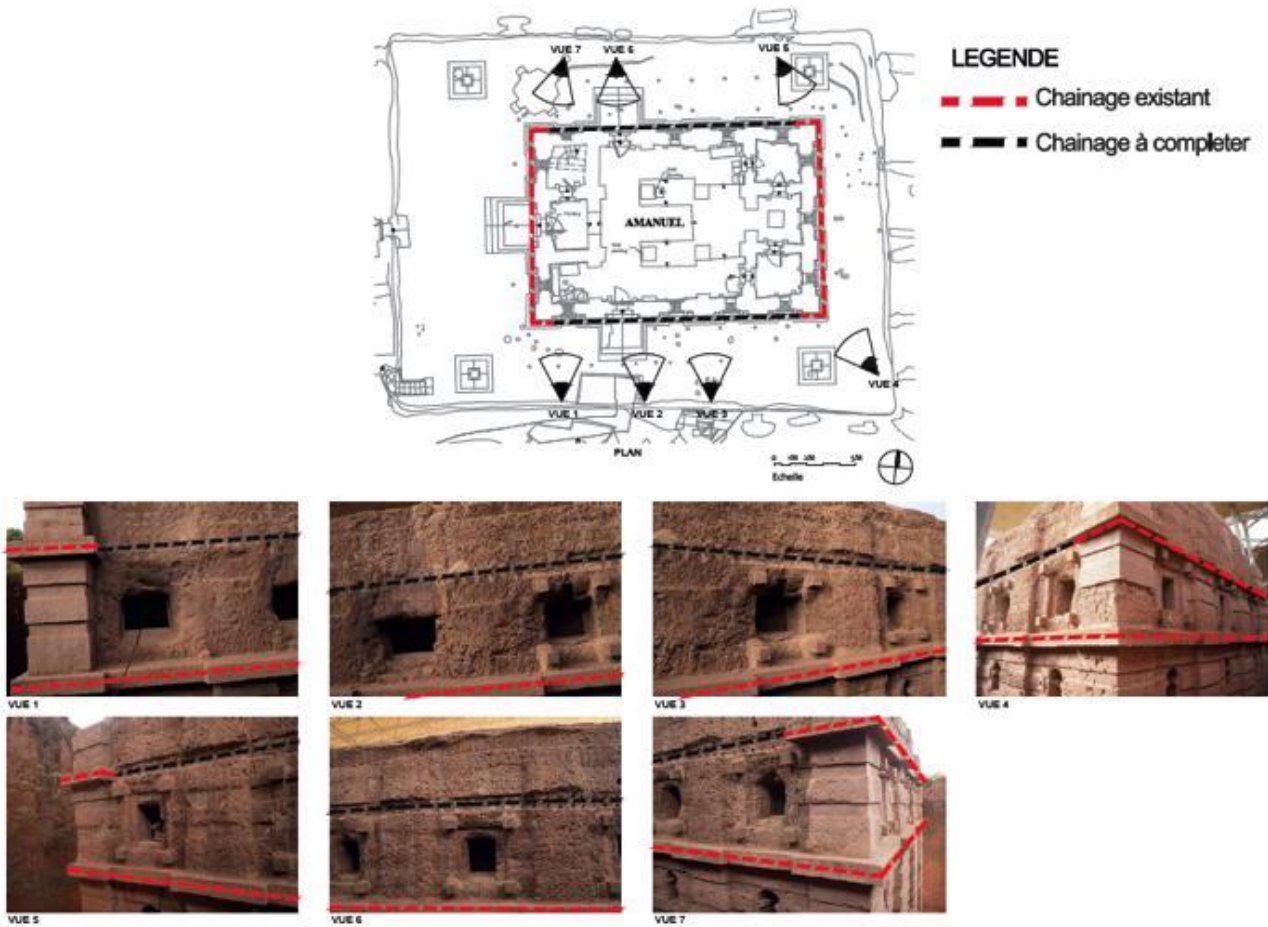 VUE 7
VUE 6
VUE 5
LEGENDE
Chainage existant
Chainage à completer
AMANUEL
VUE 4
VUE 1
VUE 2
VUE 3
PLAN
Echelle
VUE 1
VUE 2
VUE 3
VUE 4
VUE 5
VUE 6
VUE 7